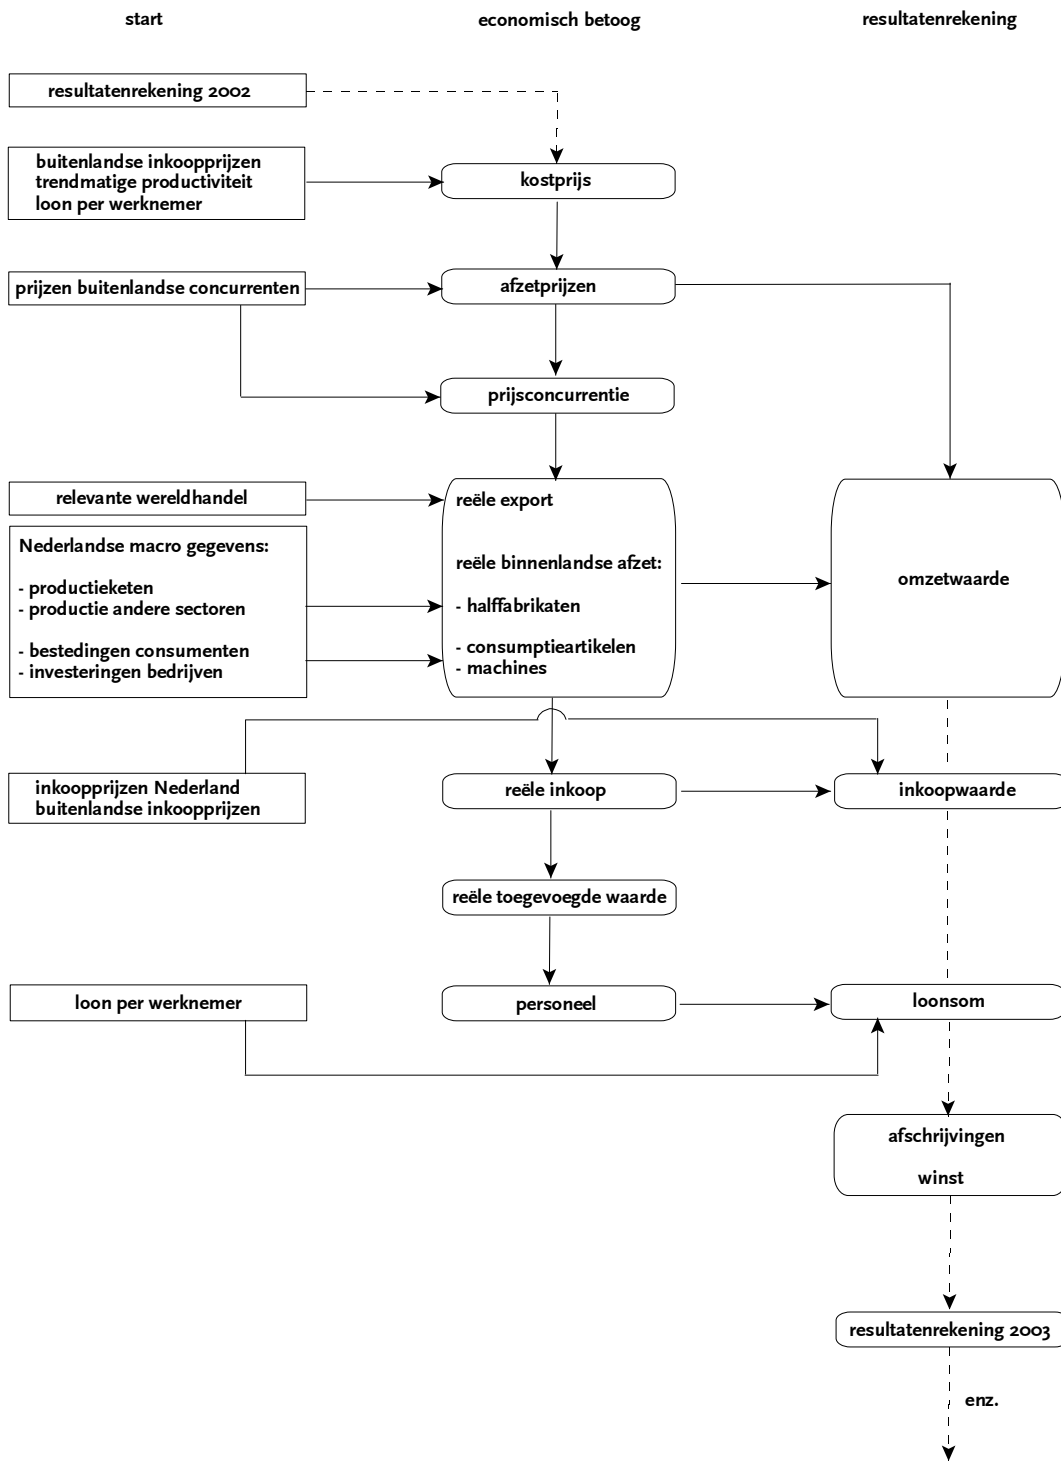 start
economisch betoog
resultatenrekening
resultatenrekening 2002
buitenlandse inkoopprijzen
trendmatige productiviteit
loon per werknemer
kostprijs
prijzen buitenlandse concurrenten
afzetprijzen
prijsconcurrentie
relevante wereldhandel
reële export
Nederlandse macro gegevens:
- productieketen
- productie andere sectoren
- bestedingen consumenten
- investeringen bedrijven
reële binnenlandse afzet:
- halffabrikaten
- consumptieartikelen
- machines
omzetwaarde
inkoopprijzen Nederland
buitenlandse inkoopprijzen
reële inkoop
inkoopwaarde
reële toegevoegde waarde
loon per werknemer
personeel
loonsom
afschrijvingen
winst
resultatenrekening 2003
enz.